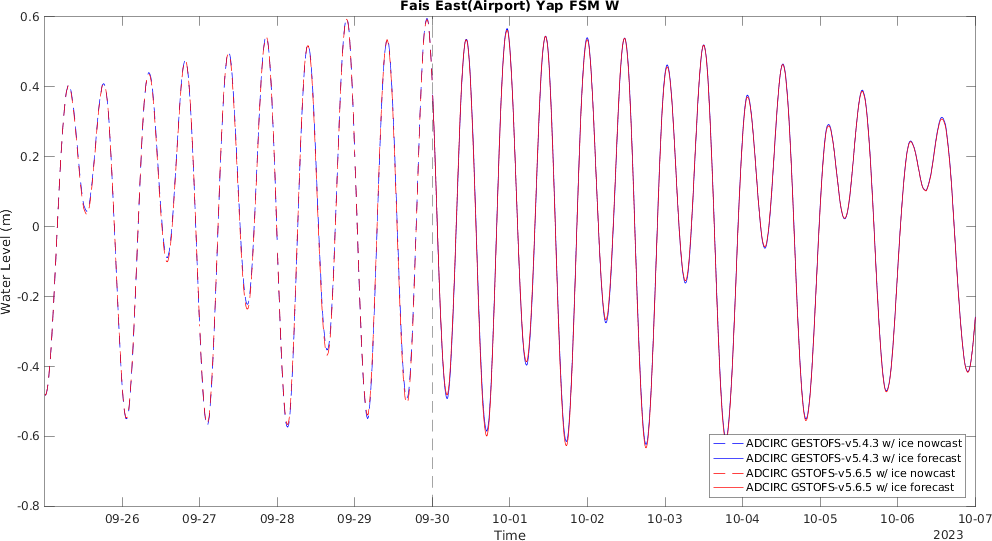 Fais East(Airport) Yap FSM W
0.6
0.4
0.2
0
-0.2
-0.4
-0.6
-0.8
Water Level (m)
ADCIRC GESTOFS-v5.4.3 w/ ice nowcast
ADCIRC GESTOFS-v5.4.3 w/ ice forecast
ADCIRC GSTOFS-v5.6.5 w/ ice nowcast
ADCIRC GSTOFS-v5.6.5 w/ ice forecast
09-26 09-27 09-28 09-29 09-30 10-01 10-02 10-03 10-04 10-05 10-06 10-07
Time
2023